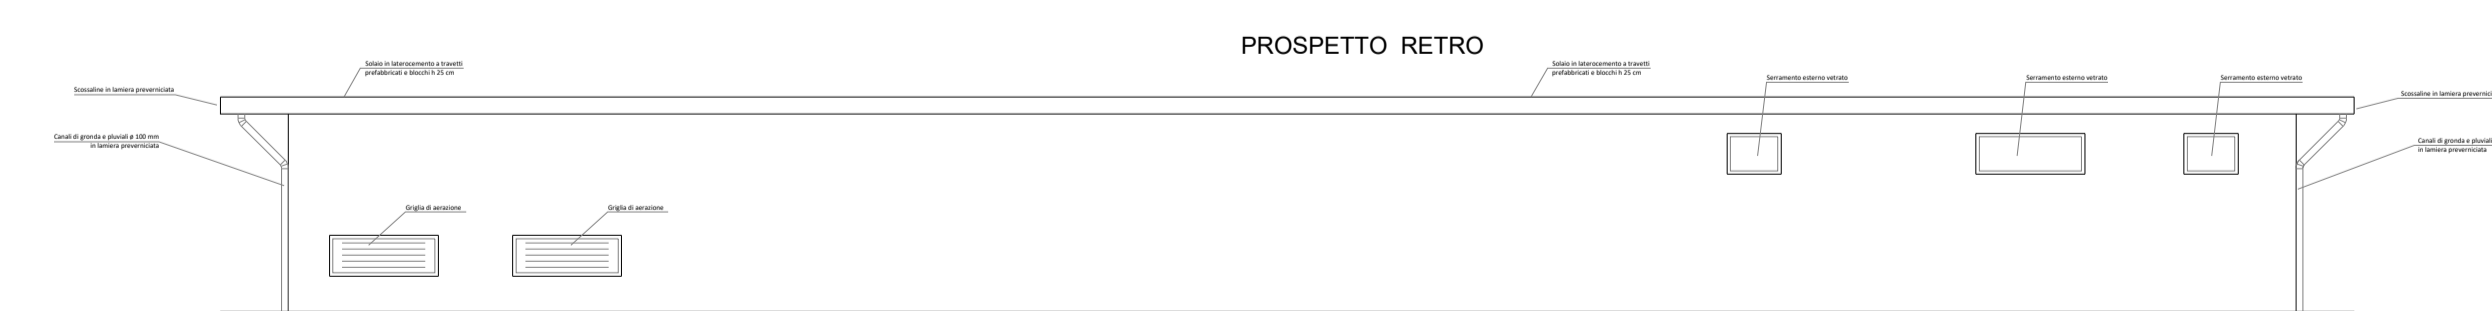 PROSPETTO RETRO
Solaio in laterocemento a travetti
prefabbricati e blocchi h 25 cm
Solaio in laterocemento a travetti
prefabbricati e blocchi h 25 cm
Serramento esterno vetrato
Serramento esterno vetrato
Serramento esterno vetrato
Scossaline in lamiera preverniciata
Scossaline in lamiera prevernici
Canali di gronda e pluviali ø 100 mm
in lamiera preverniciata
Canali di gronda e pluviali
in lamiera preverniciata
Griglia di aerazione
Griglia di aerazione